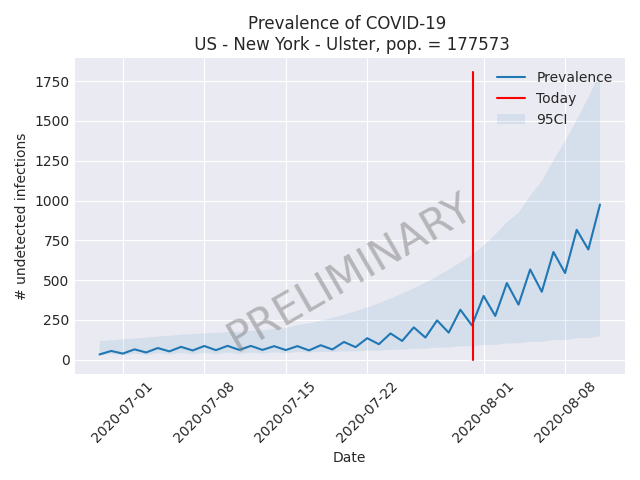 Prevalence of COVID-19
US - New York - Ulster, pop. = 177573
Prevalence
Today
95CI
PRELIMINARY
# undetected infections
1750
1500
1250
1000
750
500
250
0
2020-07-01
2020-07-08
2020-07-15
2020-07-22
2020-08-01
2020-08-08
Date